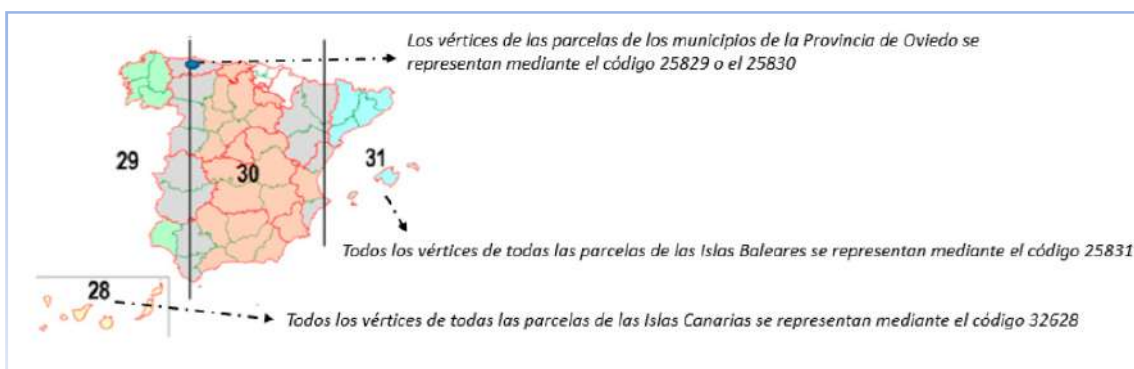 Los vértices de las parcelas de los municipios de la Provincia de Oviedo se
representan mediante el código 25829 o el 25830
29
30
31
Todos los vértices de todas las parcelas de las Islas Baleares se representan mediante el código 25831
28
Todos los vértices de todas las parcelas de las Islas Canarias se representan mediante el código 32628